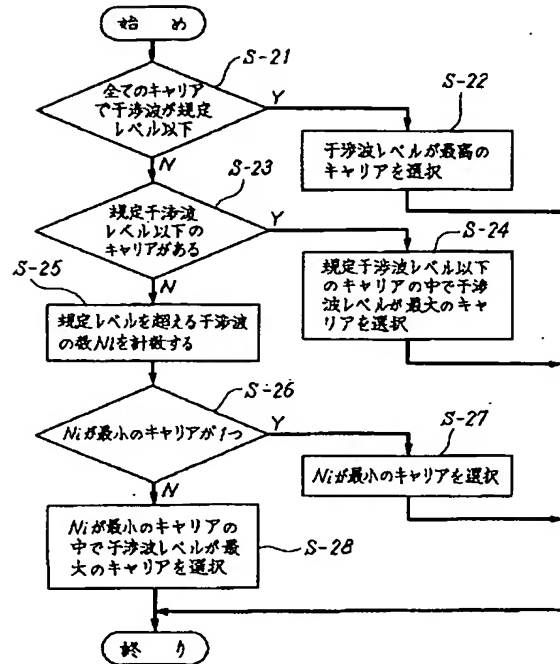 始め
S-21
全てのキャリア
で干渉波が規定
レベル以下
Y
N
S-22
干渉波レベルが最高の
キャリアを選択
S-23
規定干渉波
レベル以下の
キャリアがある
Y
N
S-24
規定干渉波レベル以下
のキャリアの中で干渉
波レベルが最大のキャ
リアを選択
S-25
規定レベルを超える干渉波
の数Niを計数する
S-26
Niが最小のキャリアが1つ
Y
N
S-27
Niが最小のキャリアを選択
Niが最小のキャリアの
中で干渉波レベルが最
大のキャリアを選択
S-28
終り